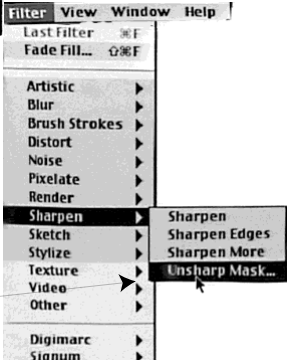 Filter View Window Help
Last Filter ⌘F
Fade Fill... ⇧⌘F
Artistic
Blur
Brush Strokes
Distort
Noise
Pixelate
Render
Sharpen
Sharpen
Sketch
Sharpen Edges
Stylize
Sharpen More
Texture
Unsharp Mask...
Video
Other
Digimarc
Signum